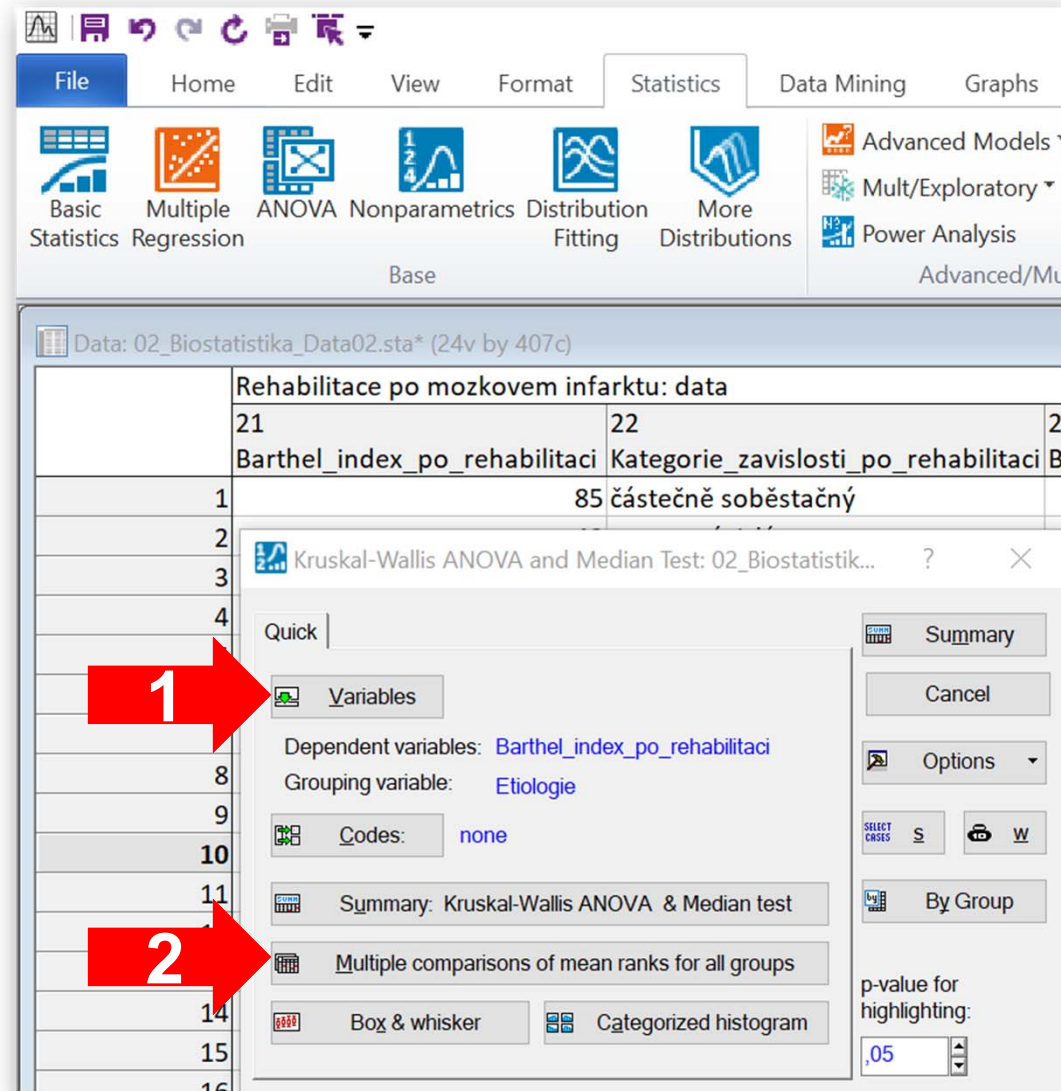 File Home Edit View Format Statistics Data Mining Graphs
Basic Statistics
Multiple Regression
ANOVA
Nonparametrics
Distribution Fitting
More Distributions
Advanced Models
Mult/Exploratory
Power Analysis
Base
Data: 02_Biostatistika_Data02.sta* (24v by 407c)
Rehabilitace po mozkovem infarktu: data
21 22 2
Barthel_index_po_rehabilitaci Kategorie_zavislosti_po_rehabilitaci B
1 85 částečně soběstačný
2
3
4
8
9
10
11
14
15
16
Kruskal-Wallis ANOVA and Median Test: 02_Biostatistik... ?
Quick
1
Variables
Dependent variables: Barthel_index_po_rehabilitaci
Grouping variable: Etiologie
Codes: none
Summary: Kruskal-Wallis ANOVA & Median test
2
Multiple comparisons of mean ranks for all groups
Box & whisker Categorized histogram
Summary
Cancel
Options
SELECT CASES S W
By Group
p-value for
highlighting:
,05